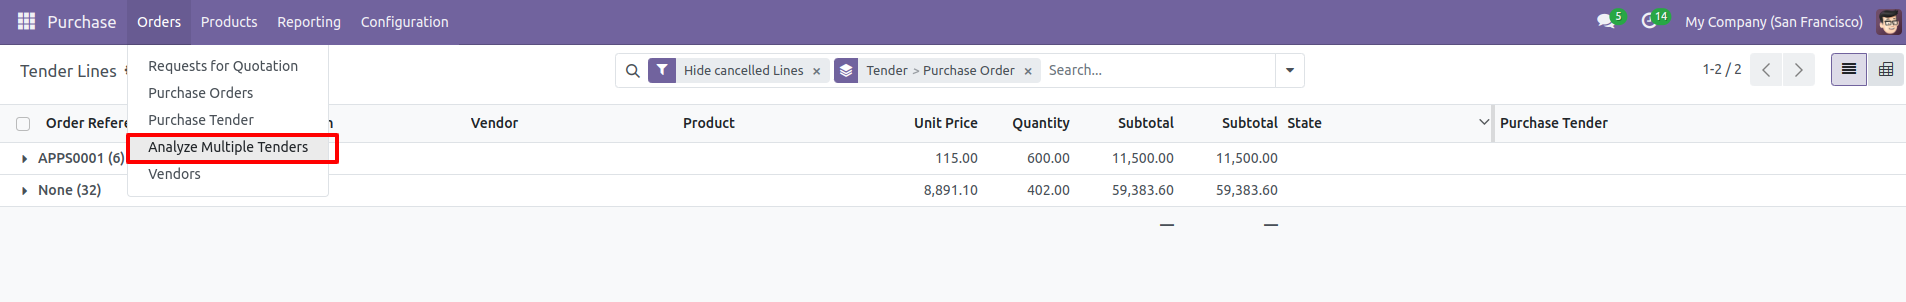 Purchase Orders Products Reporting Configuration 5 14 My Company (San Francisco)
Tender Lines Hide cancelled Lines × Tender > Purchase Order × Search... 1-2 / 2
Requests for Quotation
Purchase Orders
Purchase Tender
Analyze Multiple Tenders
Vendors
Order Refere n Vendor Product Unit Price Quantity Subtotal Subtotal State Purchase Tender
APPS0001 (6) 115.00 600.00 11,500.00 11,500.00
None (32) 8,891.10 402.00 59,383.60 59,383.60
— —